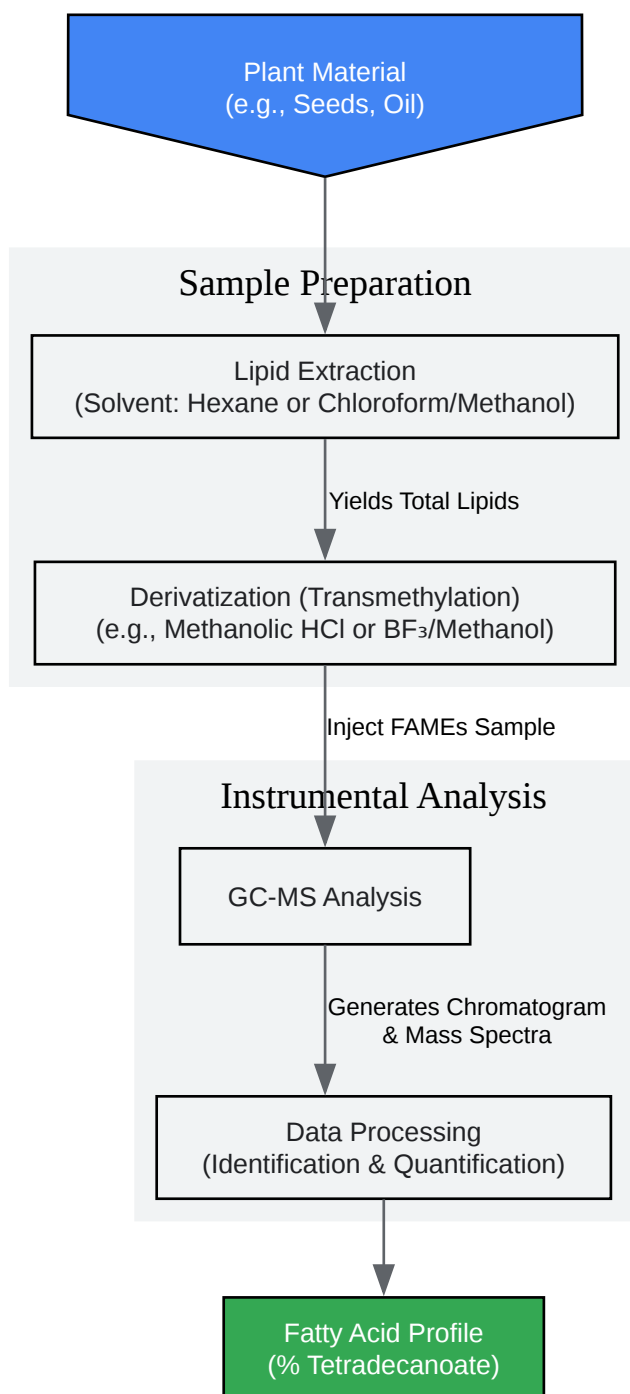 Plant Material
(e.g., Seeds, Oil)
Sample Preparation
Lipid Extraction
(Solvent: Hexane or Chloroform/Methanol)
Yields Total Lipids
Derivatization (Transmethylation)
(e.g., Methanolic HCl or BF₃/Methanol)
Inject FAMEs Sample
Instrumental Analysis
GC-MS Analysis
Generates Chromatogram
& Mass Spectra
Data Processing
(Identification & Quantification)
Fatty Acid Profile
(% Tetradecanoate)